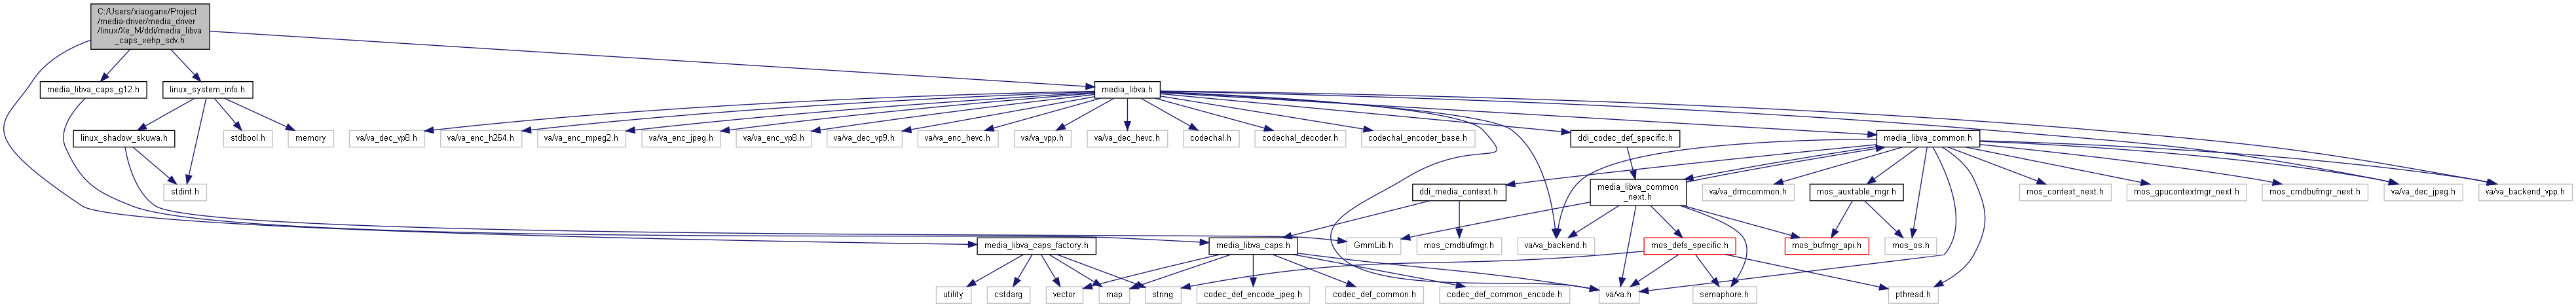 C:/Users/xiaoganx/Project
/media-driver/media_driver
/linux/Xe_M/ddi/media_libva
_caps_xehp_sdv.h
media_libva_caps_g12.h
linux_system_info.h
media_libva.h
linux_shadow_skuwa.h
stdbool.h
memory
va/va_dec_vp8.h
va/va_enc_h264.h
va/va_enc_mpeg2.h
va/va_enc_jpeg.h
va/va_enc_vp8.h
va/va_dec_vp9.h
va/va_enc_hevc.h
va/va_vpp.h
va/va_dec_hevc.h
codechal.h
codechal_decoder.h
codechal_encoder_base.h
ddi_codec_def_specific.h
media_libva_common.h
stdint.h
ddi_media_context.h
media_libva_common
_next.h
va/va_drmcommon.h
mos_auxtable_mgr.h
mos_context_next.h
mos_gpucontextmgr_next.h
mos_cmdbufmgr_next.h
va/va_dec_jpeg.h
va/va_backend_vpp.h
media_libva_caps_factory.h
media_libva_caps.h
GmmLib.h
mos_cmdbufmgr.h
va/va_backend.h
mos_defs_specific.h
mos_bufmgr_api.h
mos_os.h
utility
cstdarg
vector
map
string
codec_def_encode_jpeg.h
codec_def_common.h
codec_def_common_encode.h
va/va.h
semaphore.h
pthread.h